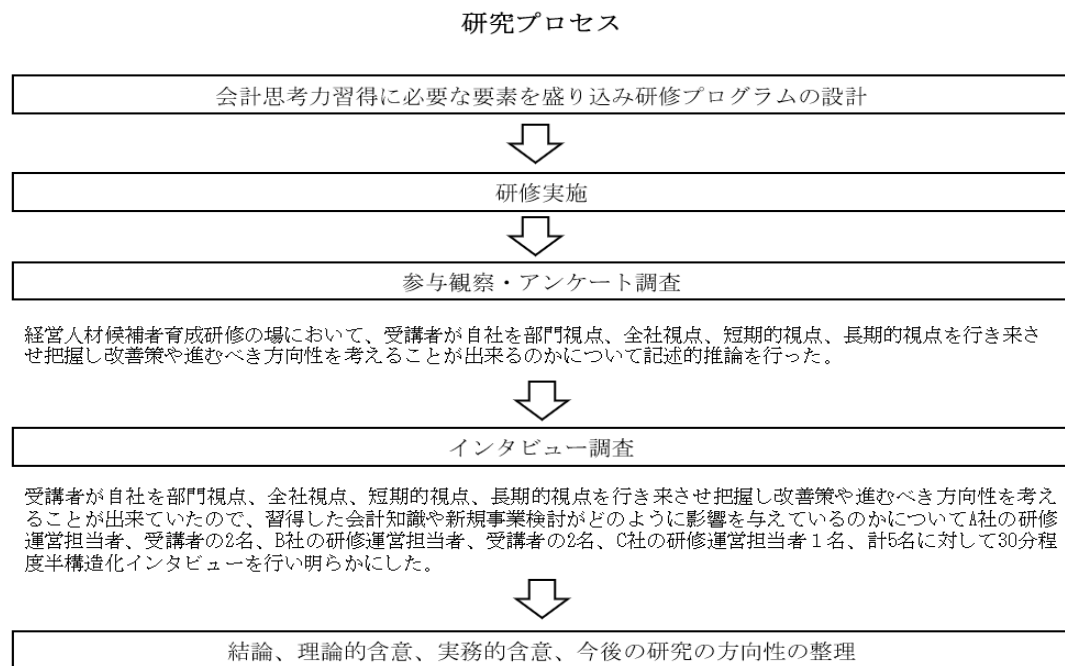 研究プロセス
会計思考力習得に必要な要素を盛り込み研修プログラムの設計
研修実施
参与観察・アンケート調査
経営人材候補者育成研修の場において、受講者が自社を部門視点、全社視点、短期的視点、長期的視点を行き来さ
せ把握し改善策や進むべき方向性を考えることが出来るのかについて記述的推論を行った。
インタビュー調査
受講者が自社を部門視点、全社視点、短期的視点、長期的視点を行き来させ把握し改善策や進むべき方向性を考え
ることが出来ていたので、習得した会計知識や新規事業検討がどのように影響を与えているのかについてA社の研修
運営担当者、受講者の2名、B社の研修運営担当者、受講者の2名、C社の研修運営担当者１名、計5名に対して30分程
度半構造化インタビューを行い明らかにした。
結論、理論的含意、実務的含意、今後の研究の方向性の整理